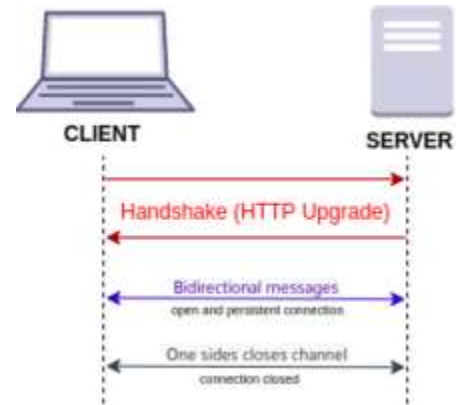 CLIENT
SERVER
Handshake (HTTP Upgrade)
Bidirectional messages
open and persistent connection
One sides closes channel
connection closed